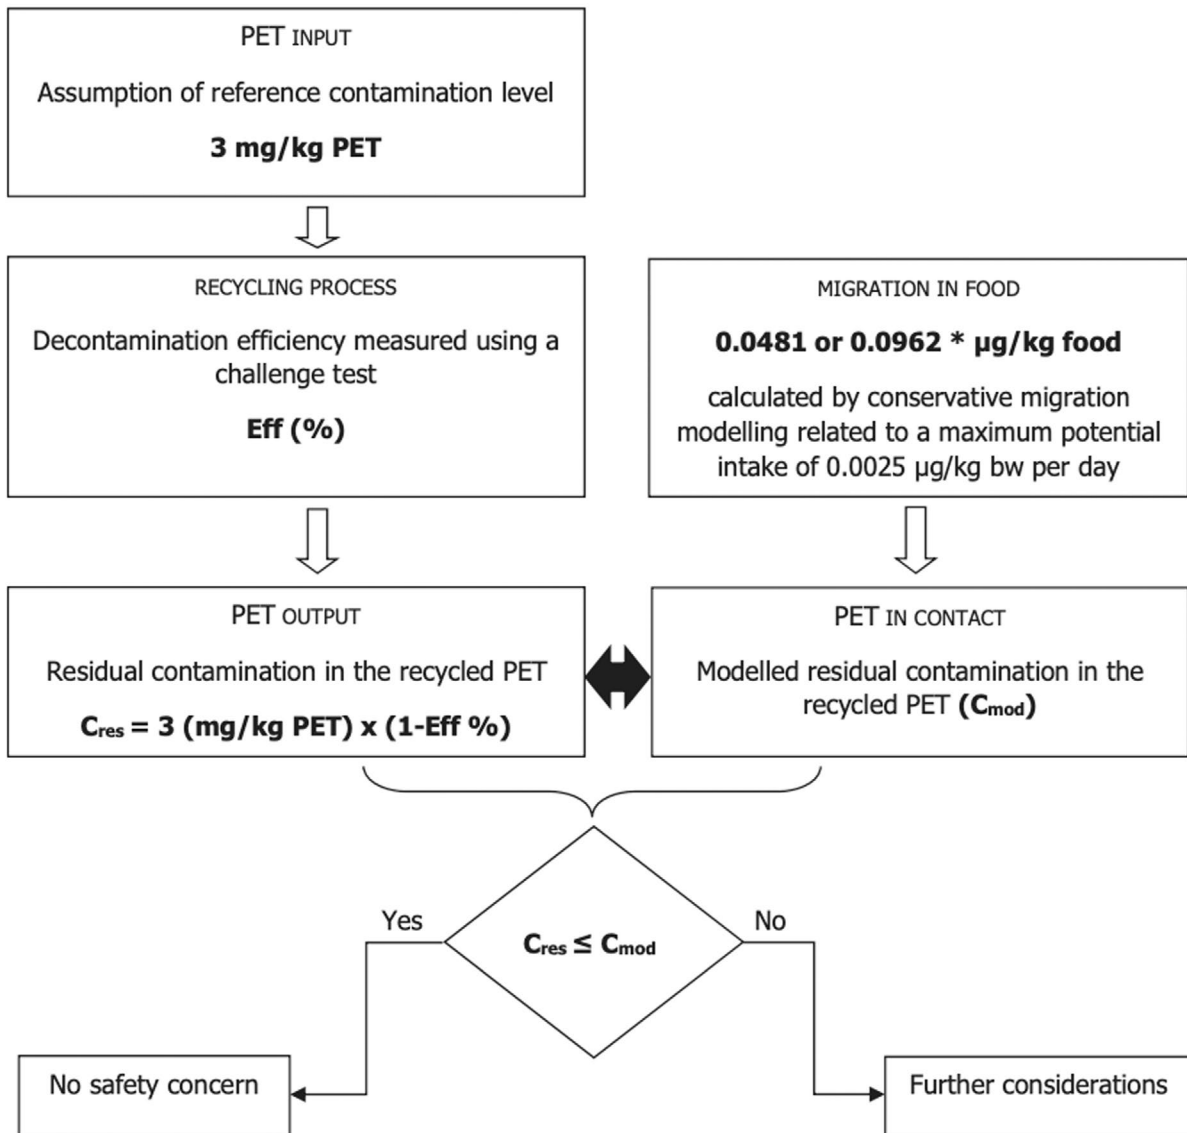 PET INPUT
Assumption of reference contamination level
3 mg/kg PET
RECYCLING PROCESS
Decontamination efficiency measured using a
challenge test
Eff (%)
MIGRATION IN FOOD
0.0481 or 0.0962 * µg/kg food
calculated by conservative migration
modelling related to a maximum potential
intake of 0.0025 µg/kg bw per day
PET OUTPUT
Residual contamination in the recycled PET
Cres = 3 (mg/kg PET) x (1-Eff %)
PET IN CONTACT
Modelled residual contamination in the
recycled PET (Cmod)
Yes
No
Cres ≤ Cmod
No safety concern
Further considerations